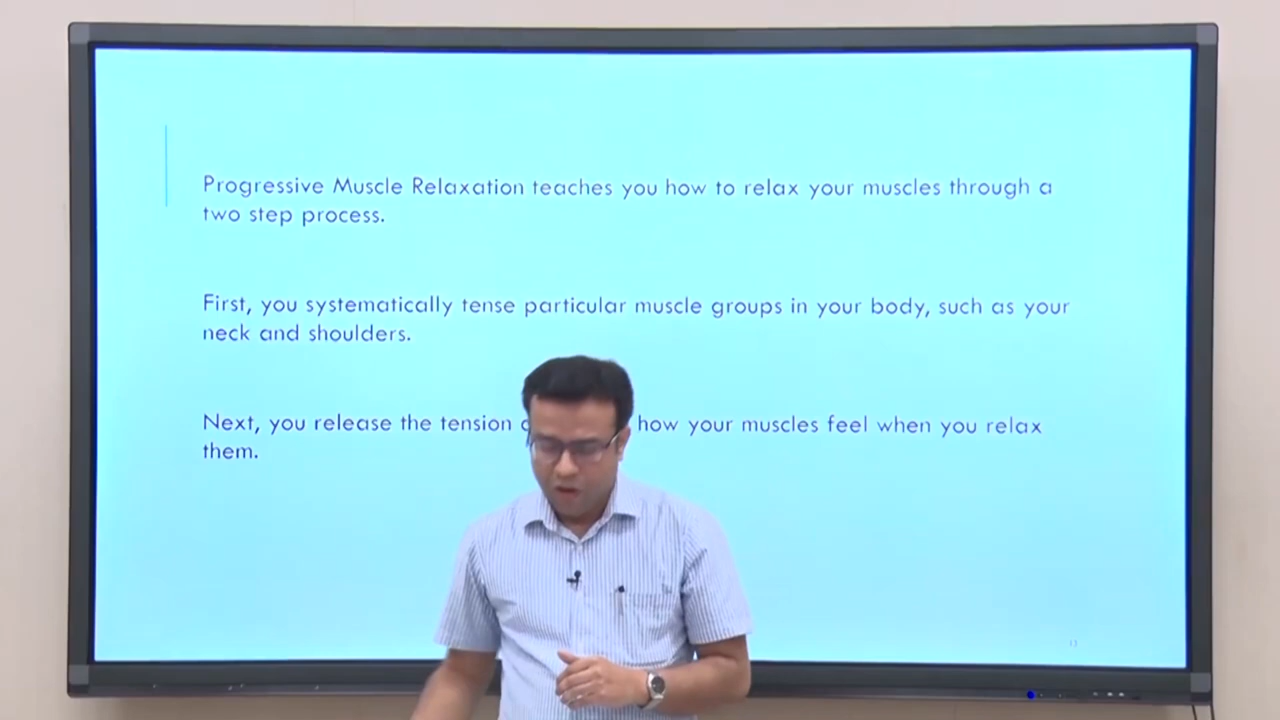 Progressive Muscle Relaxation teaches you how to relax your muscles through a
two step process.
First, you systematically tense particular muscle groups in your body, such as your
neck and shoulders.
Next, you release the tension how your muscles feel when you relax
them.